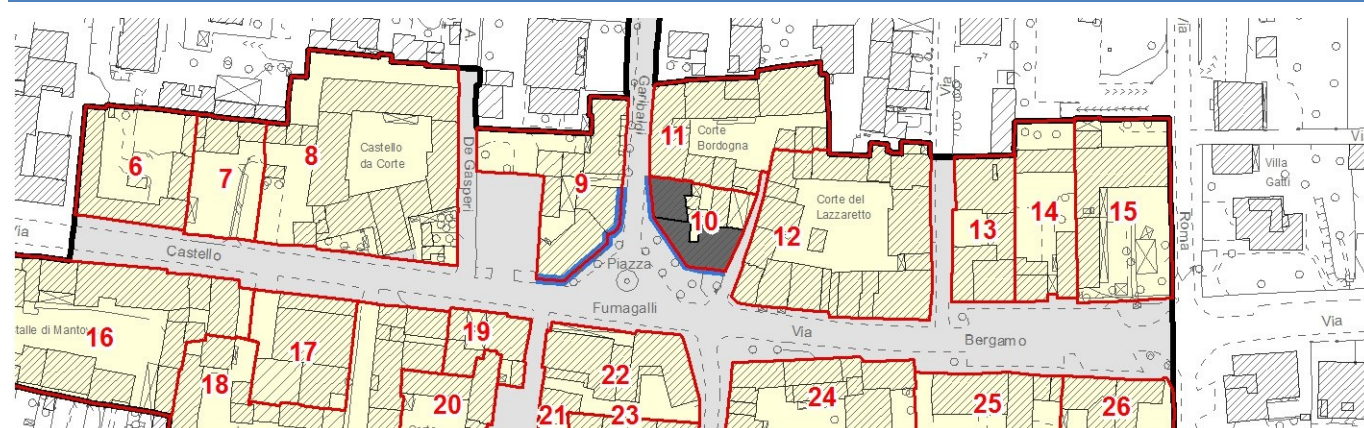 A.
Via
Garibaldi
Via
Via
11
Corte
Bordogna
6
7
8
Castello
da Corte
De Gasperi
9
10
12
Corte del
Lazzaretto
13
14
15
Roma
Villa
Gatti
Via
Castello
Piazza
Fumagalli
Via
Bergamo
Via
16
17
18
19
20
21
22
23
24
25
26